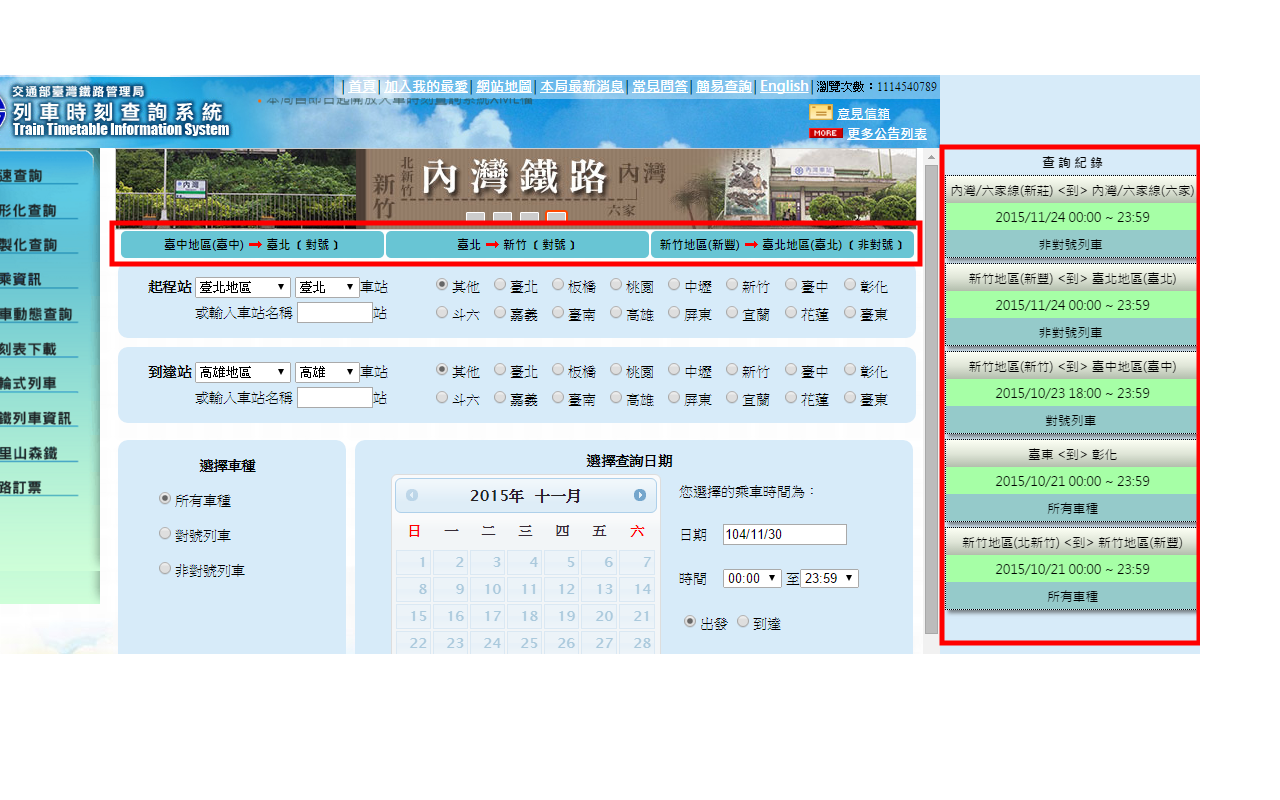 | 首頁 | 加入我的最愛 | 網站地圖 | 本局最新消息 | 常見問答 | 簡易查詢 | English | 瀏覽次數：1114540789
交通部臺灣鐵路管理局
列車時刻查詢系統
Train Timetable Information System
意見信箱
MORE 更多公告列表
速查詢
形化查詢
製化查詢
乘資訊
車動態查詢
刻表下載
輪式列車
鐵列車資訊
里山森鐵
路訂票
北新竹
新竹
內灣鐵路
內灣
六家
臺中地區(臺中) ➞ 臺北 ﹝對號﹞
臺北 ➞ 新竹﹝對號﹞
新竹地區(新豐) ➞ 臺北地區(臺北)﹝非對號﹞
起程站 臺北地區 ▼ 臺北 ▼ 車站 其他 臺北 板橋 桃園 中壢 新竹 臺中 彰化
或輸入車站名稱 站 斗六 嘉義 臺南 高雄 屏東 宜蘭 花蓮 臺東
到達站 高雄地區 ▼ 高雄 ▼ 車站 其他 臺北 板橋 桃園 中壢 新竹 臺中 彰化
或輸入車站名稱 站 斗六 嘉義 臺南 高雄 屏東 宜蘭 花蓮 臺東
選擇車種
所有車種
對號列車
非對號列車
選擇查詢日期
2015年 十一月
日 一 二 三 四 五 六
1 2 3 4 5 6 7
8 9 10 11 12 13 14
15 16 17 18 19 20 21
22 23 24 25 26 27 28
您選擇的乘車時間為：
日期 104/11/30
時間 00:00 ▼ 至 23:59 ▼
出發 到達
查 詢 紀 錄
內灣/六家線(新莊) <到> 內灣/六家線(六家)
2015/11/24 00:00 ~ 23:59
非對號列車
新竹地區(新豐) <到> 臺北地區(臺北)
2015/11/24 00:00 ~ 23:59
非對號列車
新竹地區(新竹) <到> 臺中地區(臺中)
2015/10/23 18:00 ~ 23:59
對號列車
臺東 <到> 彰化
2015/10/21 00:00 ~ 23:59
所有車種
新竹地區(北新竹) <到> 新竹地區(新豐)
2015/10/21 00:00 ~ 23:59
所有車種